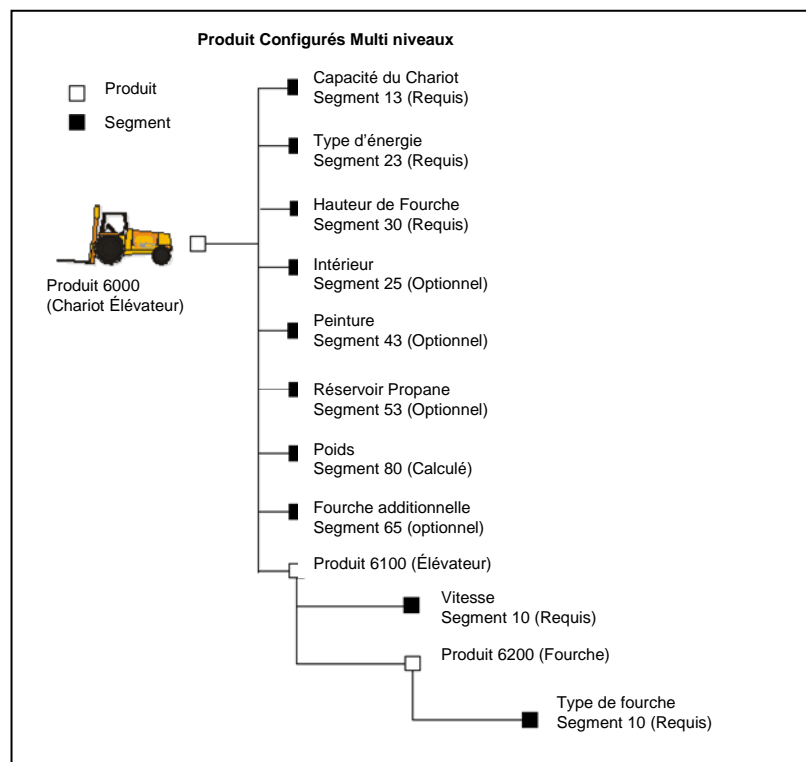 Produit Configurés Multi niveaux
Produit
Segment
Produit 6000
(Chariot Élévateur)
Capacité du Chariot
Segment 13 (Requis)
Type d'énergie
Segment 23 (Requis)
Hauteur de Fourche
Segment 30 (Requis)
Intérieur
Segment 25 (Optionnel)
Peinture
Segment 43 (Optionnel)
Réservoir Propane
Segment 53 (Optionnel)
Poids
Segment 80 (Calculé)
Fourche additionnelle
Segment 65 (optionnel)
Produit 6100 (Élévateur)
Vitesse
Segment 10 (Requis)
Produit 6200 (Fourche)
Type de fourche
Segment 10 (Requis)